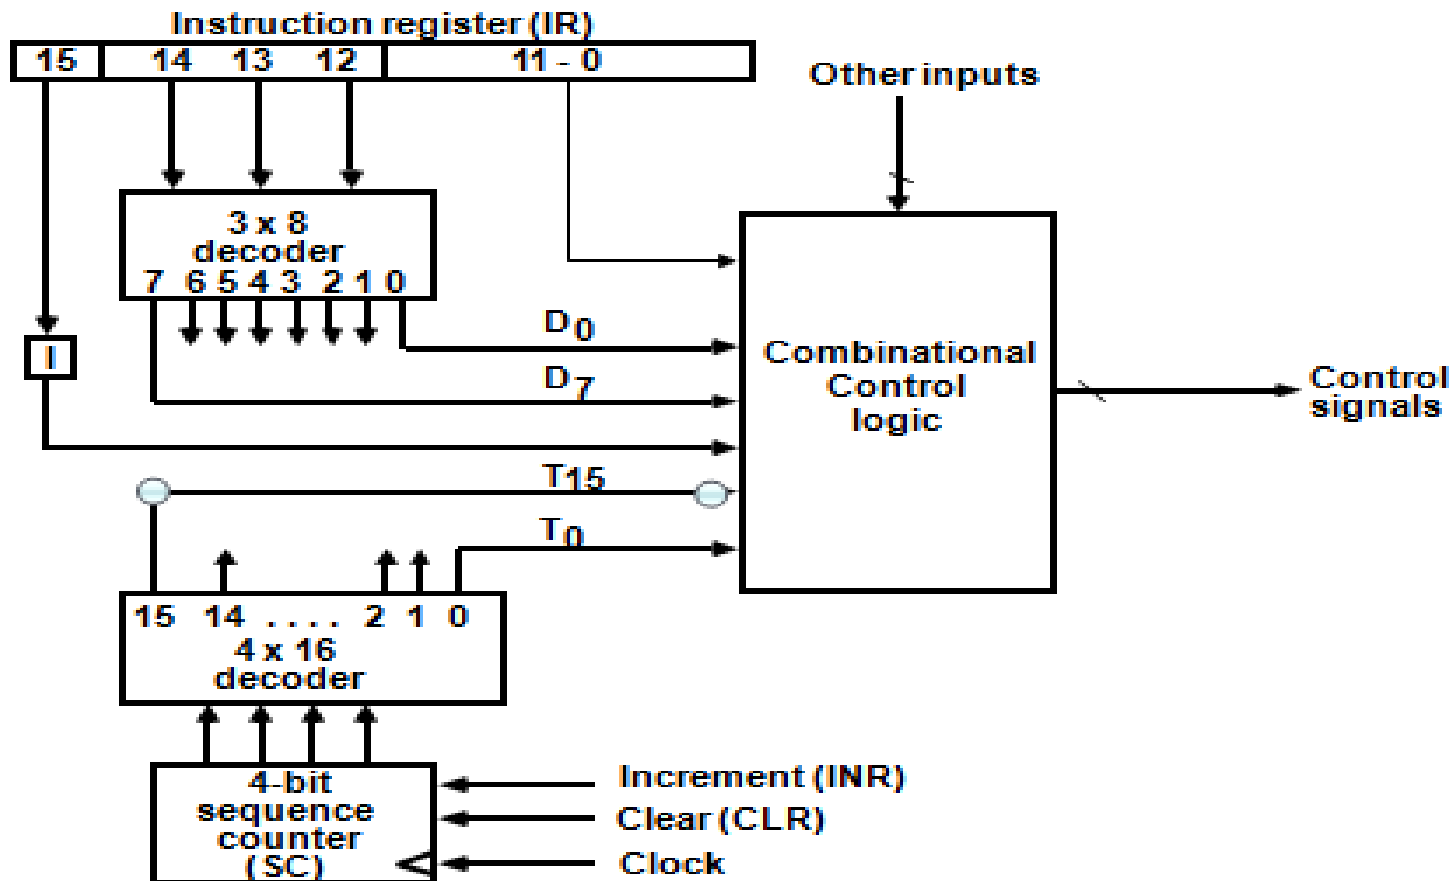 Instruction register (IR)
15 14 13 12 11 - 0
Other inputs
3 x 8
decoder
7 6 5 4 3 2 1 0
I
D0
D7
Combinational
Control
logic
Control
signals
T15
T0
15 14 .... 2 1 0
4 x 16
decoder
4-bit
sequence
counter
(SC)
Increment (INR)
Clear (CLR)
Clock